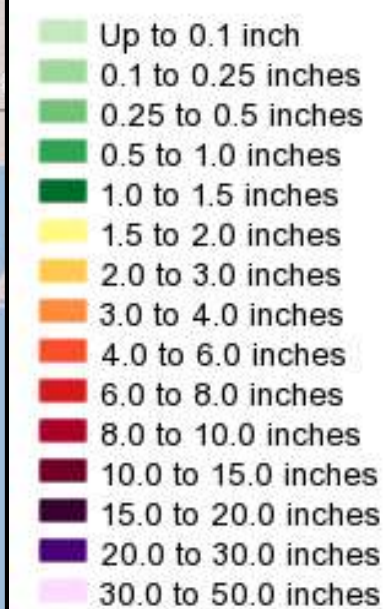 Up to 0.1 inch
0.1 to 0.25 inches
0.25 to 0.5 inches
0.5 to 1.0 inches
1.0 to 1.5 inches
1.5 to 2.0 inches
2.0 to 3.0 inches
3.0 to 4.0 inches
4.0 to 6.0 inches
6.0 to 8.0 inches
8.0 to 10.0 inches
10.0 to 15.0 inches
15.0 to 20.0 inches
20.0 to 30.0 inches
30.0 to 50.0 inches